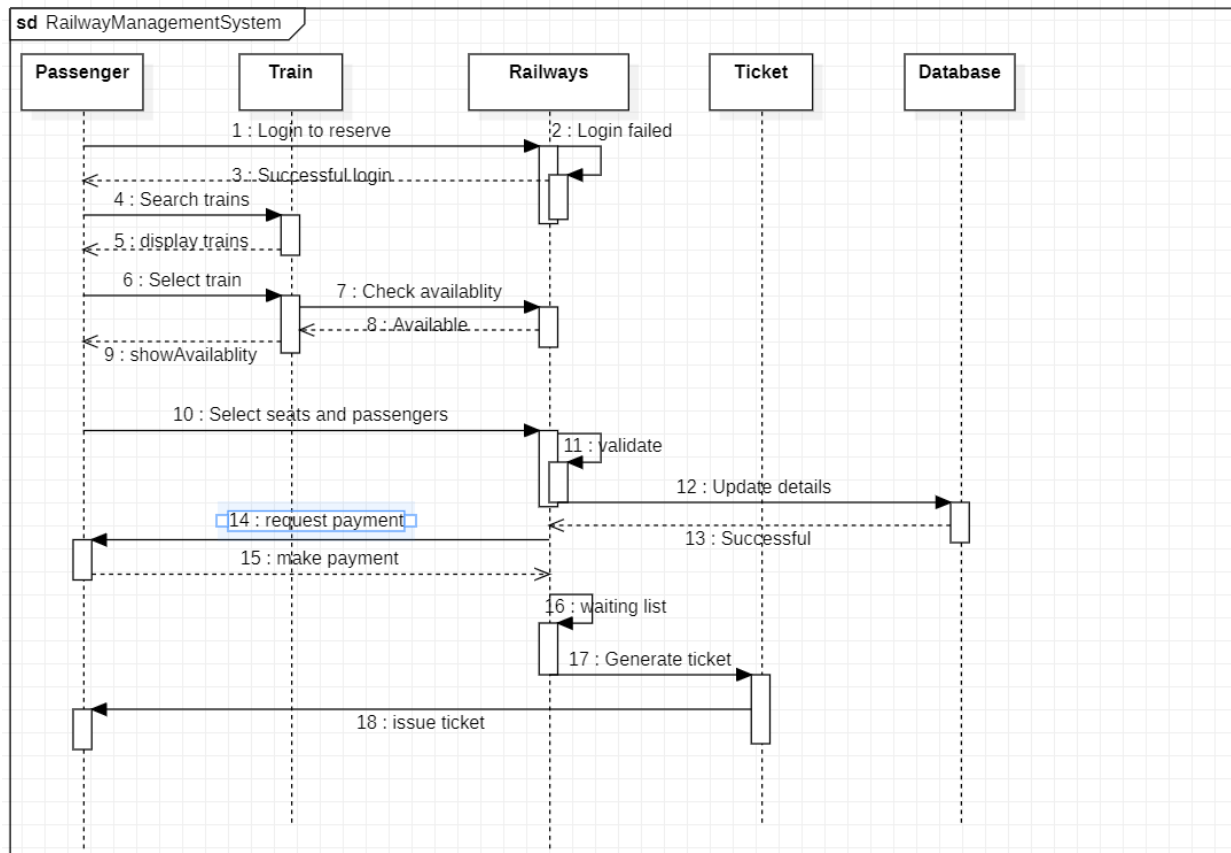 sd RailwayManagementSystem
Passenger
Train
Railways
Ticket
Database
1 : Login to reserve
2 : Login failed
3 : Successful login
4 : Search trains
5 : display trains
6 : Select train
7 : Check availablity
8 : Available
9 : showAvailablity
10 : Select seats and passengers
11 : validate
12 : Update details
13 : Successful
14 : request payment
15 : make payment
16 : waiting list
17 : Generate ticket
18 : issue ticket